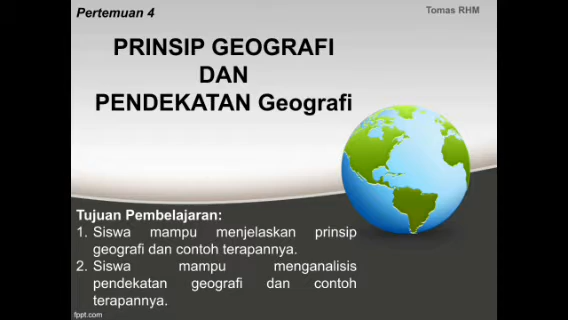 Pertemuan 4
Tomas RHM
PRINSIP GEOGRAFI
DAN
PENDEKATAN Geografi
Tujuan Pembelajaran:
1. Siswa mampu menjelaskan prinsip
geografi dan contoh terapannya.
2. Siswa mampu menganalisis
pendekatan geografi dan contoh
terapannya.
fppt.com